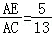 AE/AC = 5/13